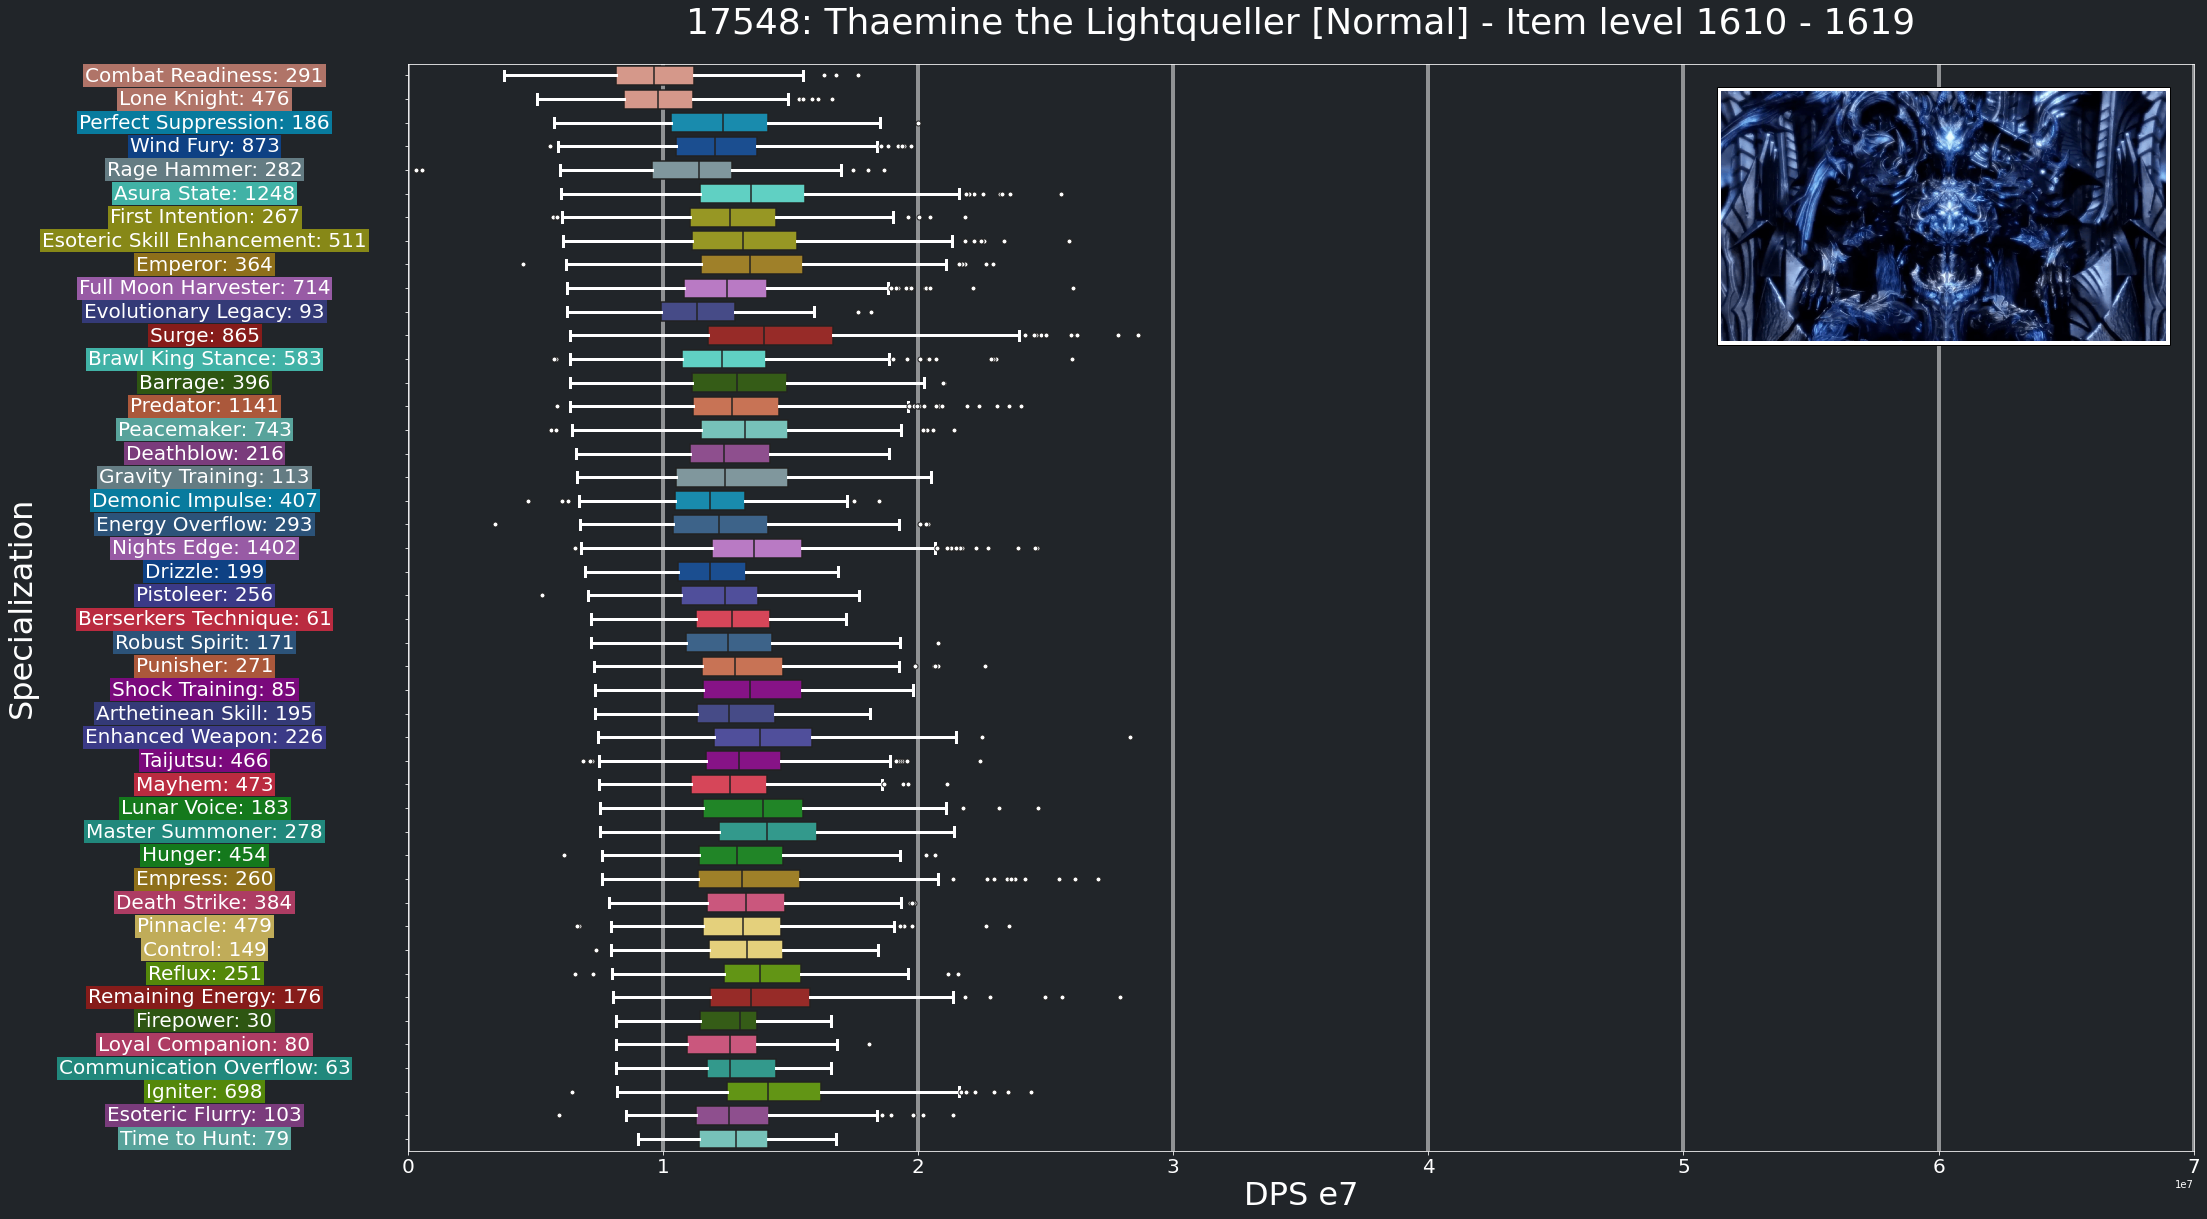 17548: Thaemine the Lightqueller [Normal] - Item level 1610 - 1619
Combat Readiness: 291
Lone Knight: 476
Perfect Suppression: 186
Wind Fury: 873
Rage Hammer: 282
Asura State: 1248
First Intention: 267
Esoteric Skill Enhancement: 511
Emperor: 364
Full Moon Harvester: 714
Evolutionary Legacy: 93
Surge: 865
Brawl King Stance: 583
Barrage: 396
Predator: 1141
Peacemaker: 743
Deathblow: 216
Gravity Training: 113
Demonic Impulse: 407
Energy Overflow: 293
Nights Edge: 1402
Drizzle: 199
Pistoleer: 256
Berserkers Technique: 61
Robust Spirit: 171
Punisher: 271
Shock Training: 85
Arthetinean Skill: 195
Enhanced Weapon: 226
Taijutsu: 466
Mayhem: 473
Lunar Voice: 183
Master Summoner: 278
Hunger: 454
Empress: 260
Death Strike: 384
Pinnacle: 479
Control: 149
Reflux: 251
Remaining Energy: 176
Firepower: 30
Loyal Companion: 80
Communication Overflow: 63
Igniter: 698
Esoteric Flurry: 103
Time to Hunt: 79
Specialization
0 1 2 3 4 5 6 7
1e7
DPS e7